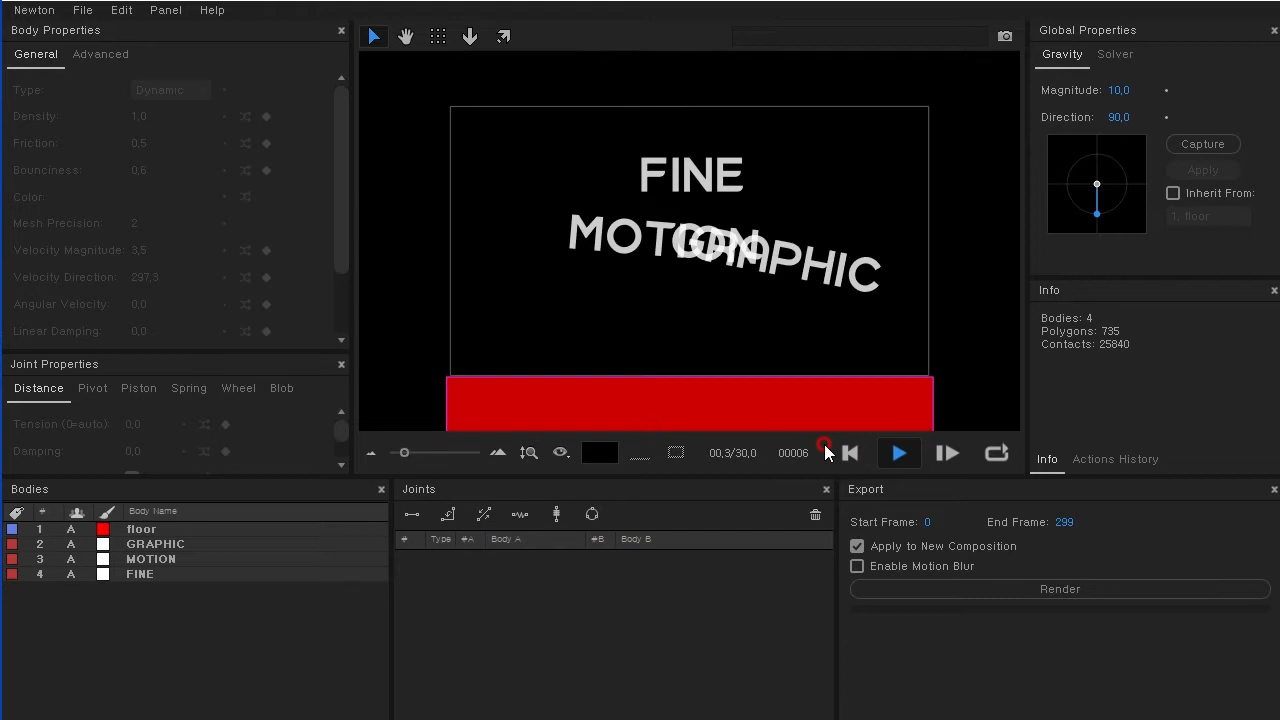 Newton File Edit Panel Help
Body Properties
General Advanced
Type: Dynamic
Density: 1,0
Friction: 0,5
Bounciness: 0,6
Color:
Mesh Precision: 2
Velocity Magnitude: 3,5
Velocity Direction: 297,3
Angular Velocity: 0,0
Linear Damping: 0,0
Joint Properties
Distance Pivot Piston Spring Wheel Blob
Tension (0=auto): 0,0
Damping: 0,0
FINE
MOTION
GRAPHIC
00,3/30,0 00006
Global Properties
Gravity Solver
Magnitude: 10,0
Direction: 90,0
Capture
Apply
Inherit From:
1, floor
Info
Bodies: 4
Polygons: 735
Contacts: 25840
Info Actions History
Bodies
# Body Name
1 A floor
2 A GRAPHIC
3 A MOTION
4 A FINE
Joints
# Type #A Body A #B Body B
Export
Start Frame: 0 End Frame: 299
Apply to New Composition
Enable Motion Blur
Render